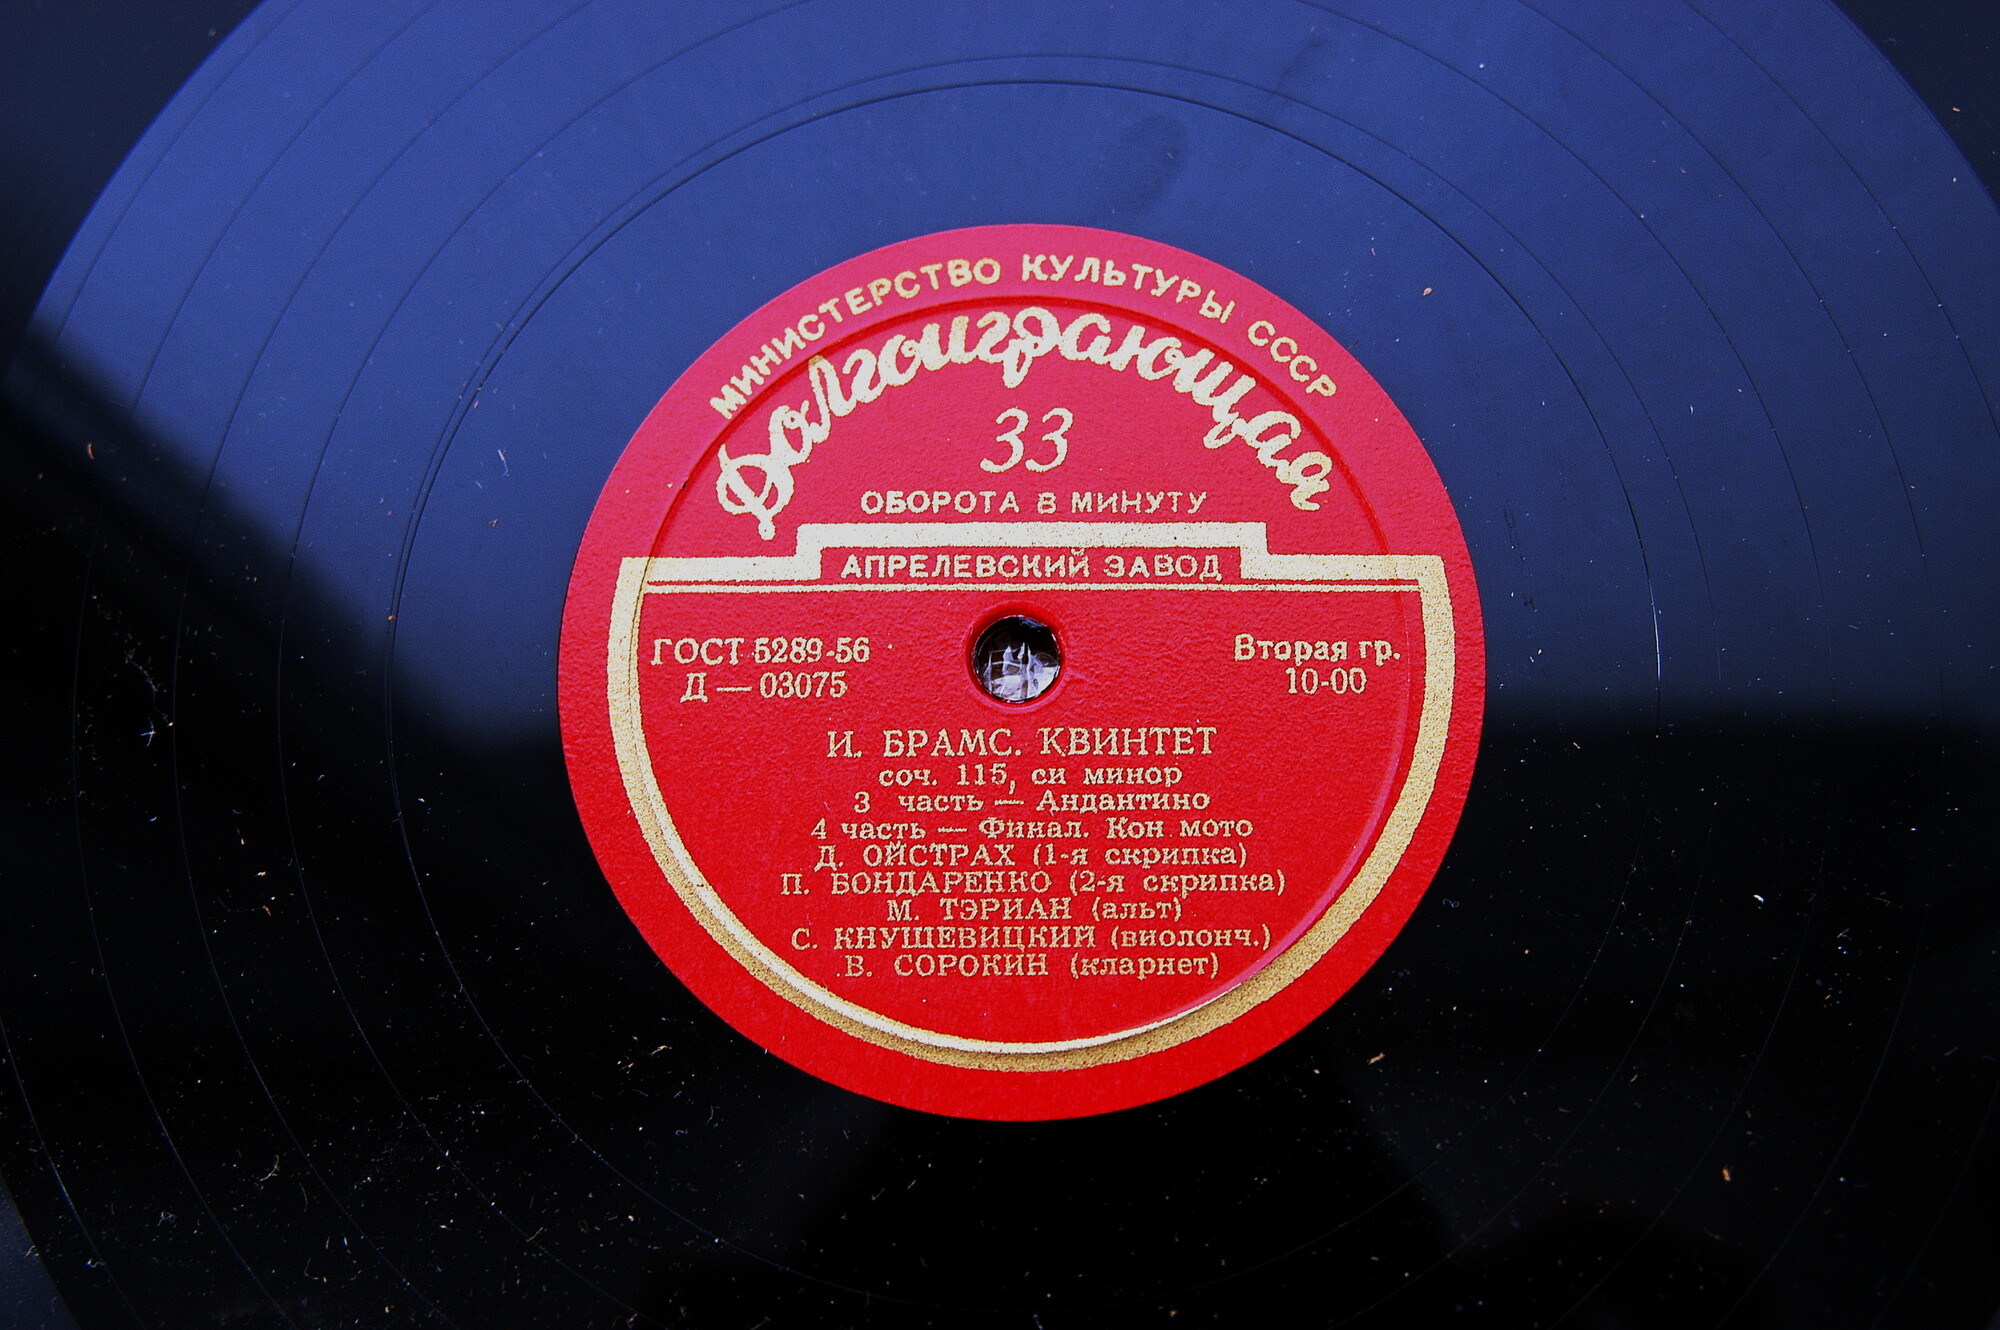 МИНИСТЕРСТВО КУЛЬТУРЫ СССР
Долгоиграющая
33
ОБОРОТА В МИНУТУ
АПРЕЛЕВСКИЙ ЗАВОД
ГОСТ 5289-56
Д — 03075
Вторая гр.
10-00
И. БРАМС. КВИНТЕТ
соч. 115, си минор
3 часть — Андантино
4 часть — Финал. Кон мото
Д. ОЙСТРАХ (1-я скрипка)
П. БОНДАРЕНКО (2-я скрипка)
М. ТЭРИАН (альт)
С. КНУШЕВИЦКИЙ (виолонч.)
В. СОРОКИН (кларнет)